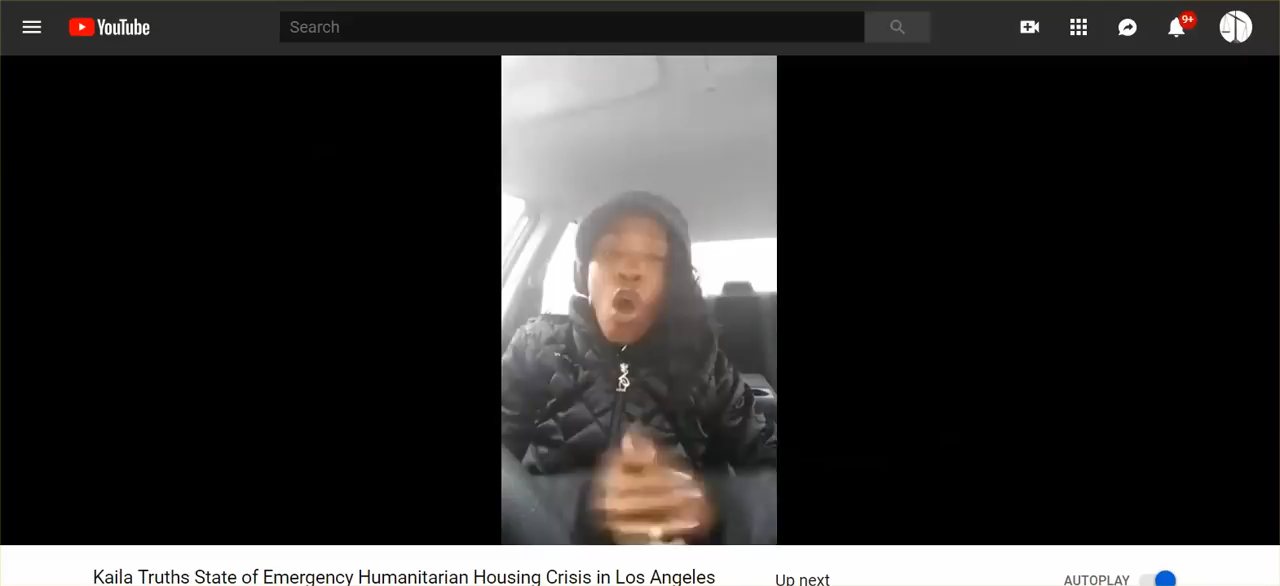 YouTube
Search
9+
Kaila Truths State of Emergency Humanitarian Housing Crisis in Los Angeles
Up next
AUTOPLAY